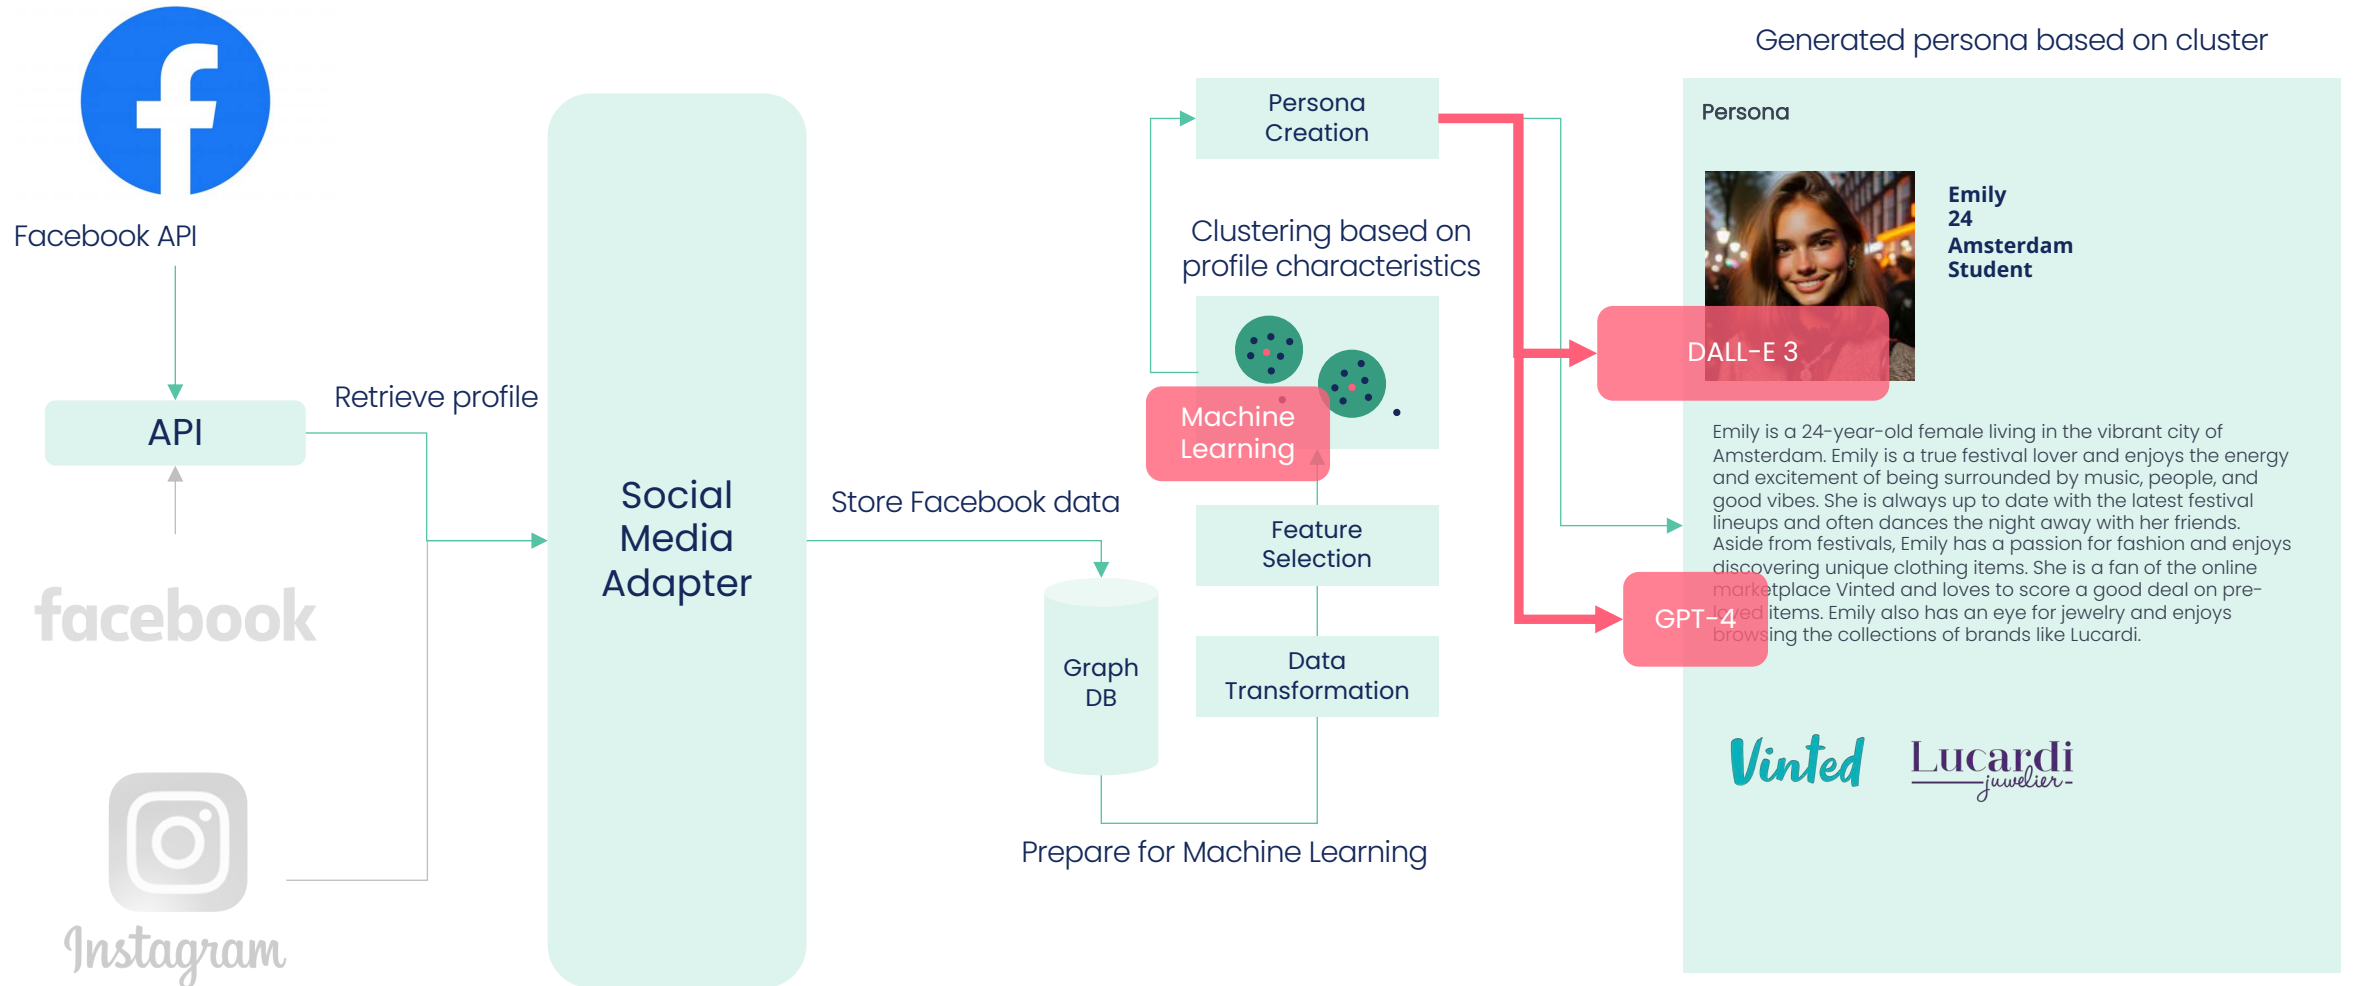 Generated persona based on cluster
Facebook API
API
Retrieve profile
facebook
Instagram
Social
Media
Adapter
Store Facebook data
Graph
DB
Prepare for Machine Learning
Data
Transformation
Feature
Selection
Machine
Learning
Clustering based on
profile characteristics
Persona
Creation
DALL-E 3
GPT-4
Persona
Emily
24
Amsterdam
Student
Emily is a 24-year-old female living in the vibrant city of
Amsterdam. Emily is a true festival lover and enjoys the energy
and excitement of being surrounded by music, people, and
good vibes. She is always up to date with the latest festival
lineups and often dances the night away with her friends.
Aside from festivals, Emily has a passion for fashion and enjoys
discovering unique clothing items. She is a fan of the online
marketplace Vinted and loves to score a good deal on pre-
loved items. Emily also has an eye for jewelry and enjoys
browsing the collections of brands like Lucardi.
Vinted
Lucardi
juwelier